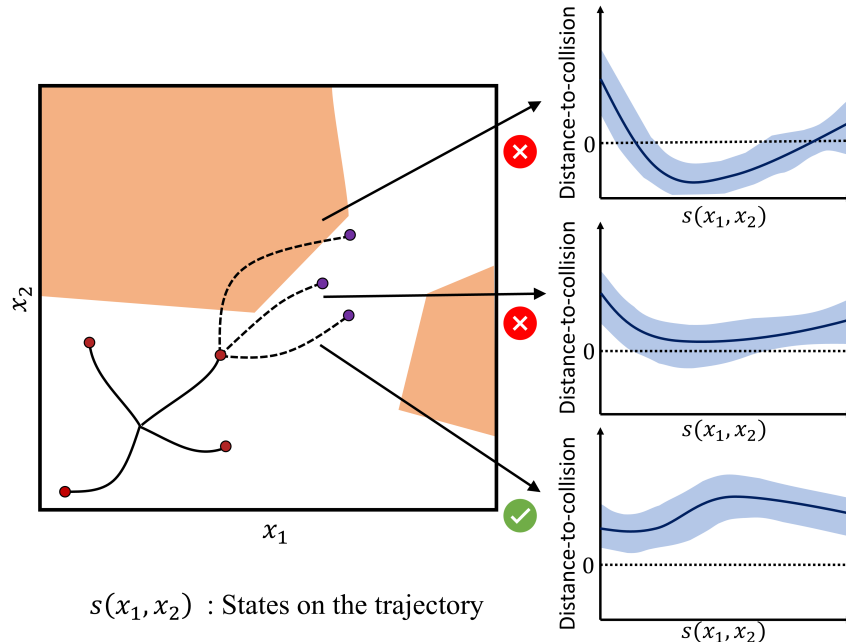 x₂
x₁
s(x₁, x₂) : States on the trajectory
Distance-to-collision
0
s(x₁, x₂)
Distance-to-collision
0
s(x₁, x₂)
Distance-to-collision
0
s(x₁, x₂)